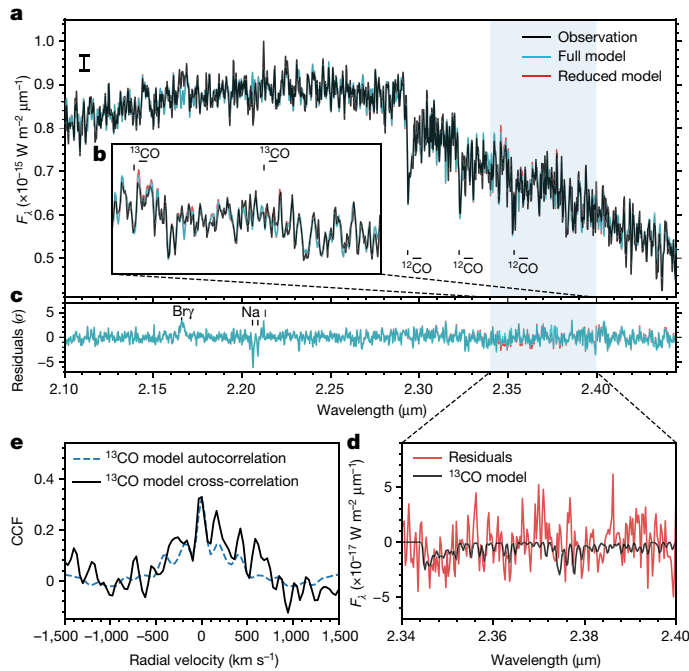 a
1.0
0.9
0.8
0.7
0.6
0.5
Fλ (×10⁻¹⁵ W m⁻² μm⁻¹)
Observation
Full model
Reduced model
b
¹³CO
¹³CO
¹²CO
¹²CO
¹²CO
c
5
0
−5
Residuals (σ)
Brγ
Na I
2.10
2.15
2.20
2.25
2.30
2.35
2.40
Wavelength (μm)
e
¹³CO model autocorrelation
¹³CO model cross-correlation
0.4
0.2
0
CCF
−1,500
−1,000
−500
0
500
1,000
1,500
Radial velocity (km s⁻¹)
d
Residuals
¹³CO model
5
0
−5
Fλ (×10⁻¹⁷ W m⁻² μm⁻¹)
2.34
2.36
2.38
2.40
Wavelength (μm)